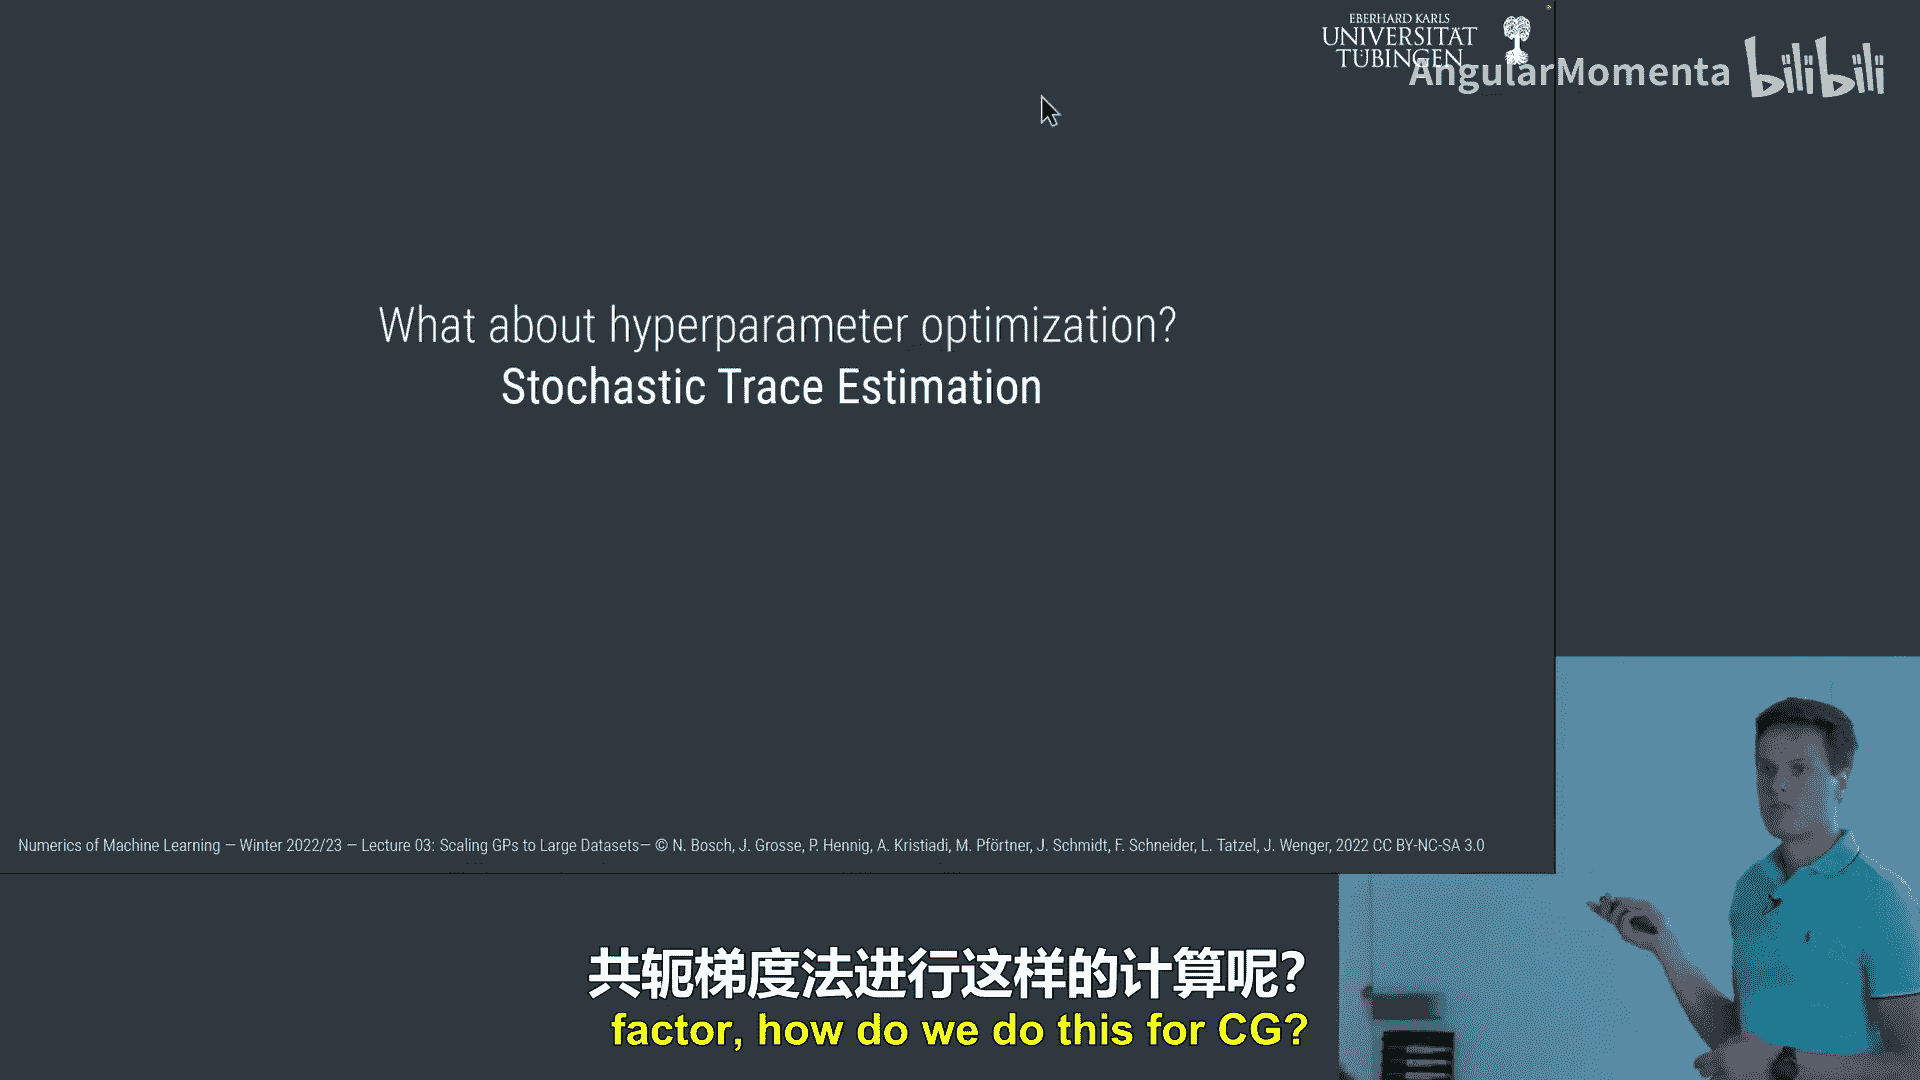 EBERHARD KARLS
UNIVERSITÄT
TÜBINGEN
AngularMomenta bilibili
What about hyperparameter optimization?
Stochastic Trace Estimation
Numerics of Machine Learning — Winter 2022/23 — Lecture 03: Scaling GPs to Large Datasets— © N. Bosch, J. Grosse, P. Hennig, A. Kristiadi, M. Pförtner, J. Schmidt, F. Schneider, L. Tatzel, J. Wenger, 2022 CC BY-NC-SA 3.0
共轭梯度法进行这样的计算呢?
factor, how do we do this for CG?